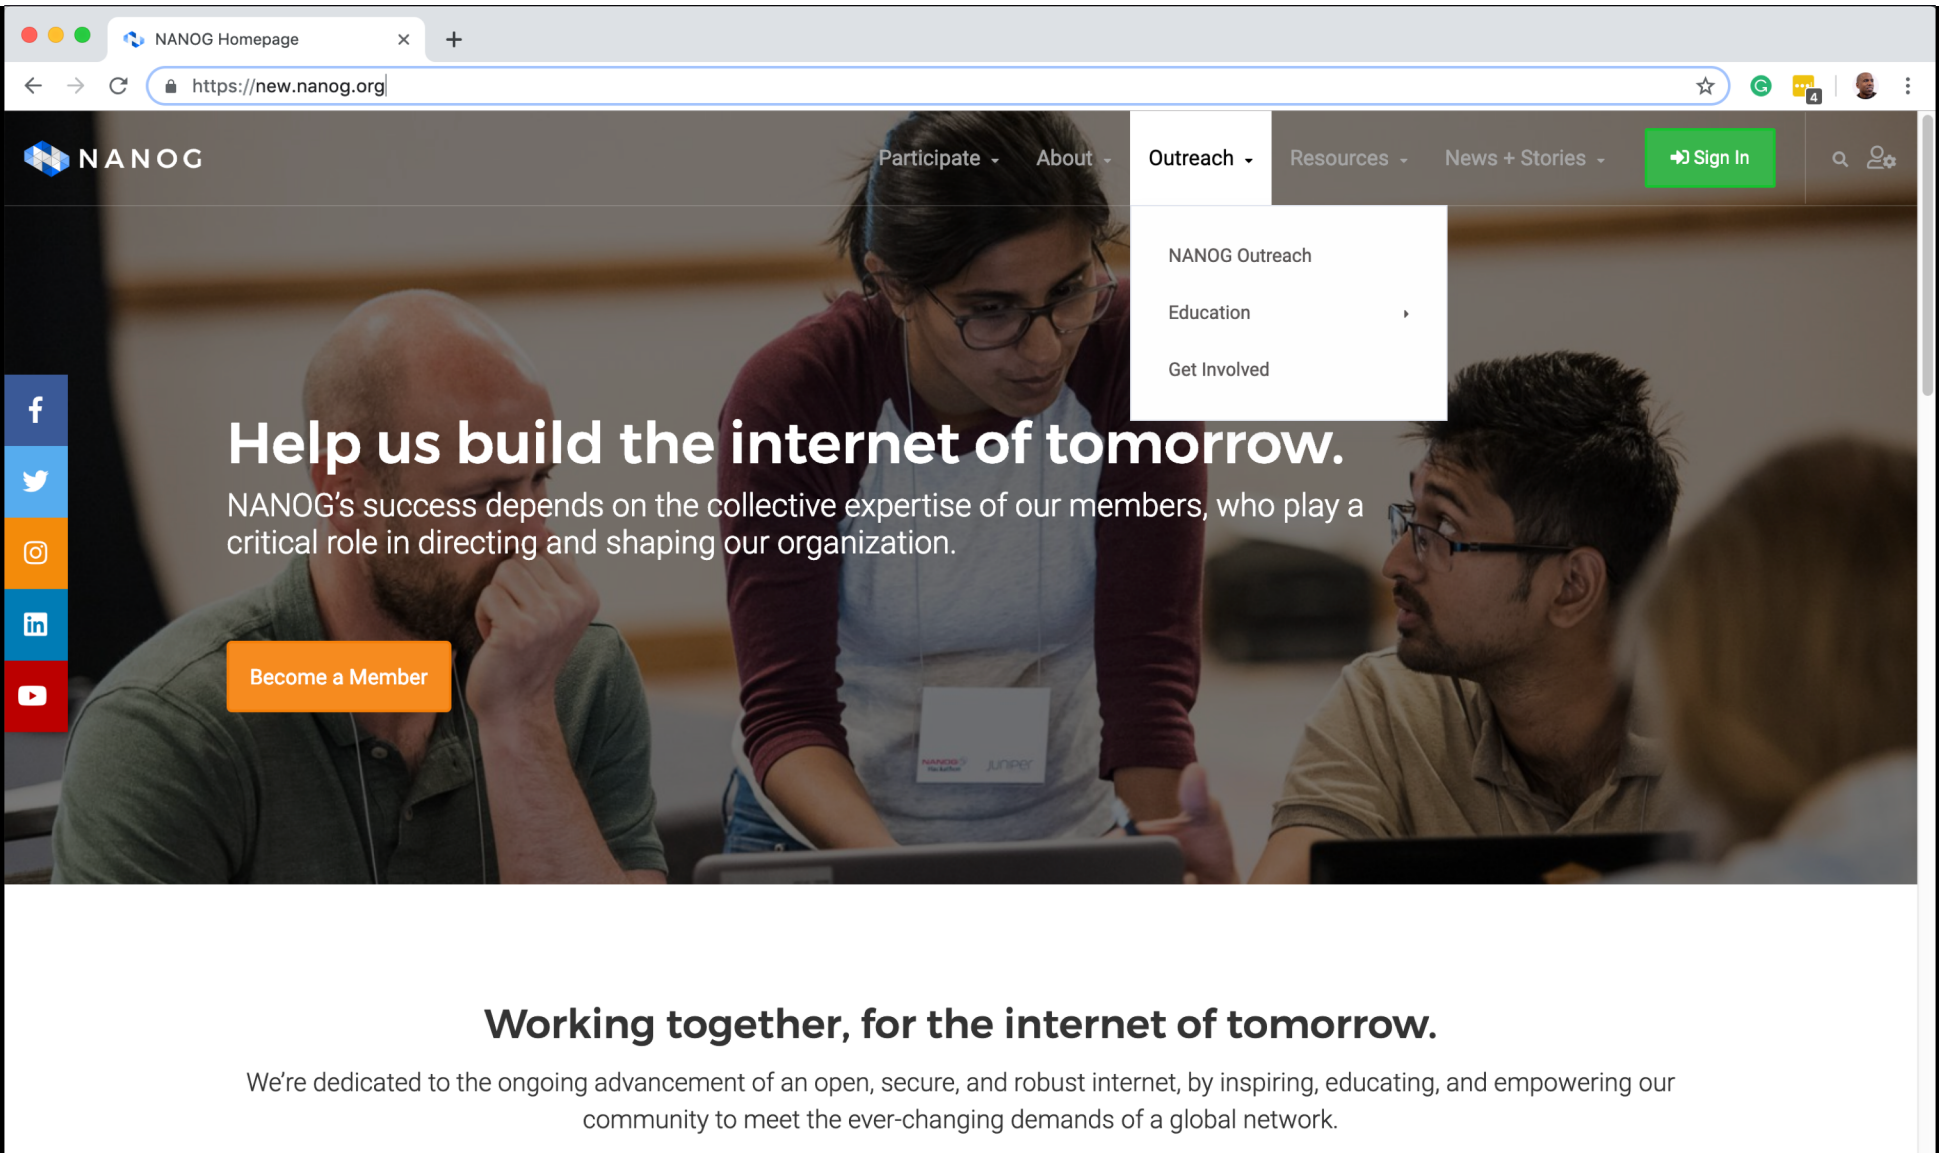 NANOG Homepage
https://new.nanog.org
4
NANOG
Participate
About
Outreach
Resources
News + Stories
Sign In
NANOG Outreach
Education
Get Involved
Help us build the internet of tomorrow.
NANOG’s success depends on the collective expertise of our members, who play a
critical role in directing and shaping our organization.
Become a Member
JUNIPER
Working together, for the internet of tomorrow.
We’re dedicated to the ongoing advancement of an open, secure, and robust internet, by inspiring, educating, and empowering our
community to meet the ever-changing demands of a global network.